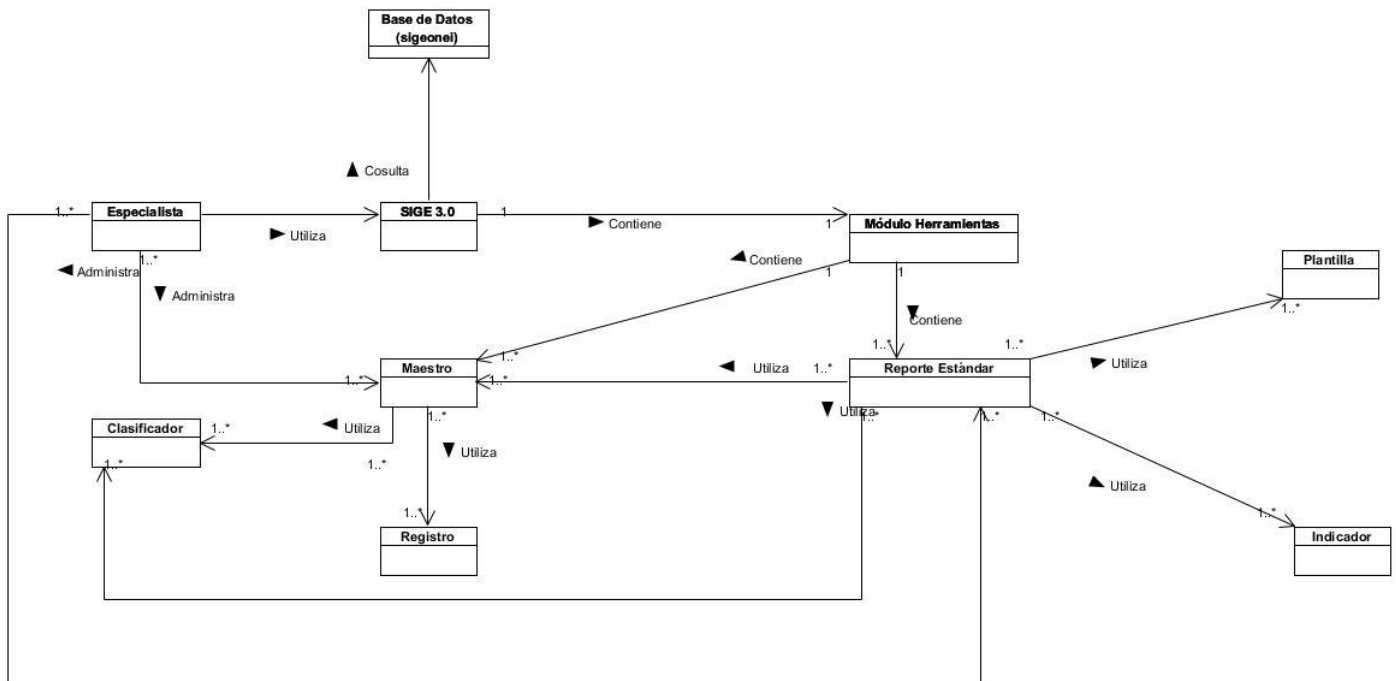 Base de Datos
(sigeonei)
Cosulta
1..*
Especialista
SIGE 3.0
1
Contiene
1
Módulo Herramientas
Utiliza
1..*
Administra
Administra
Contiene
1
1
Plantilla
1..*
Contiene
1..*
1..*
1..*
Utiliza
Maestro
Utiliza
1..*
Reporte Estándar
1..*
1..*
Clasificador
1..*
Utiliza
1..*
Utiliza
1..*
1..*
1..*
Utiliza
1..*
1..*
Utiliza
1..*
1..*
Registro
Indicador